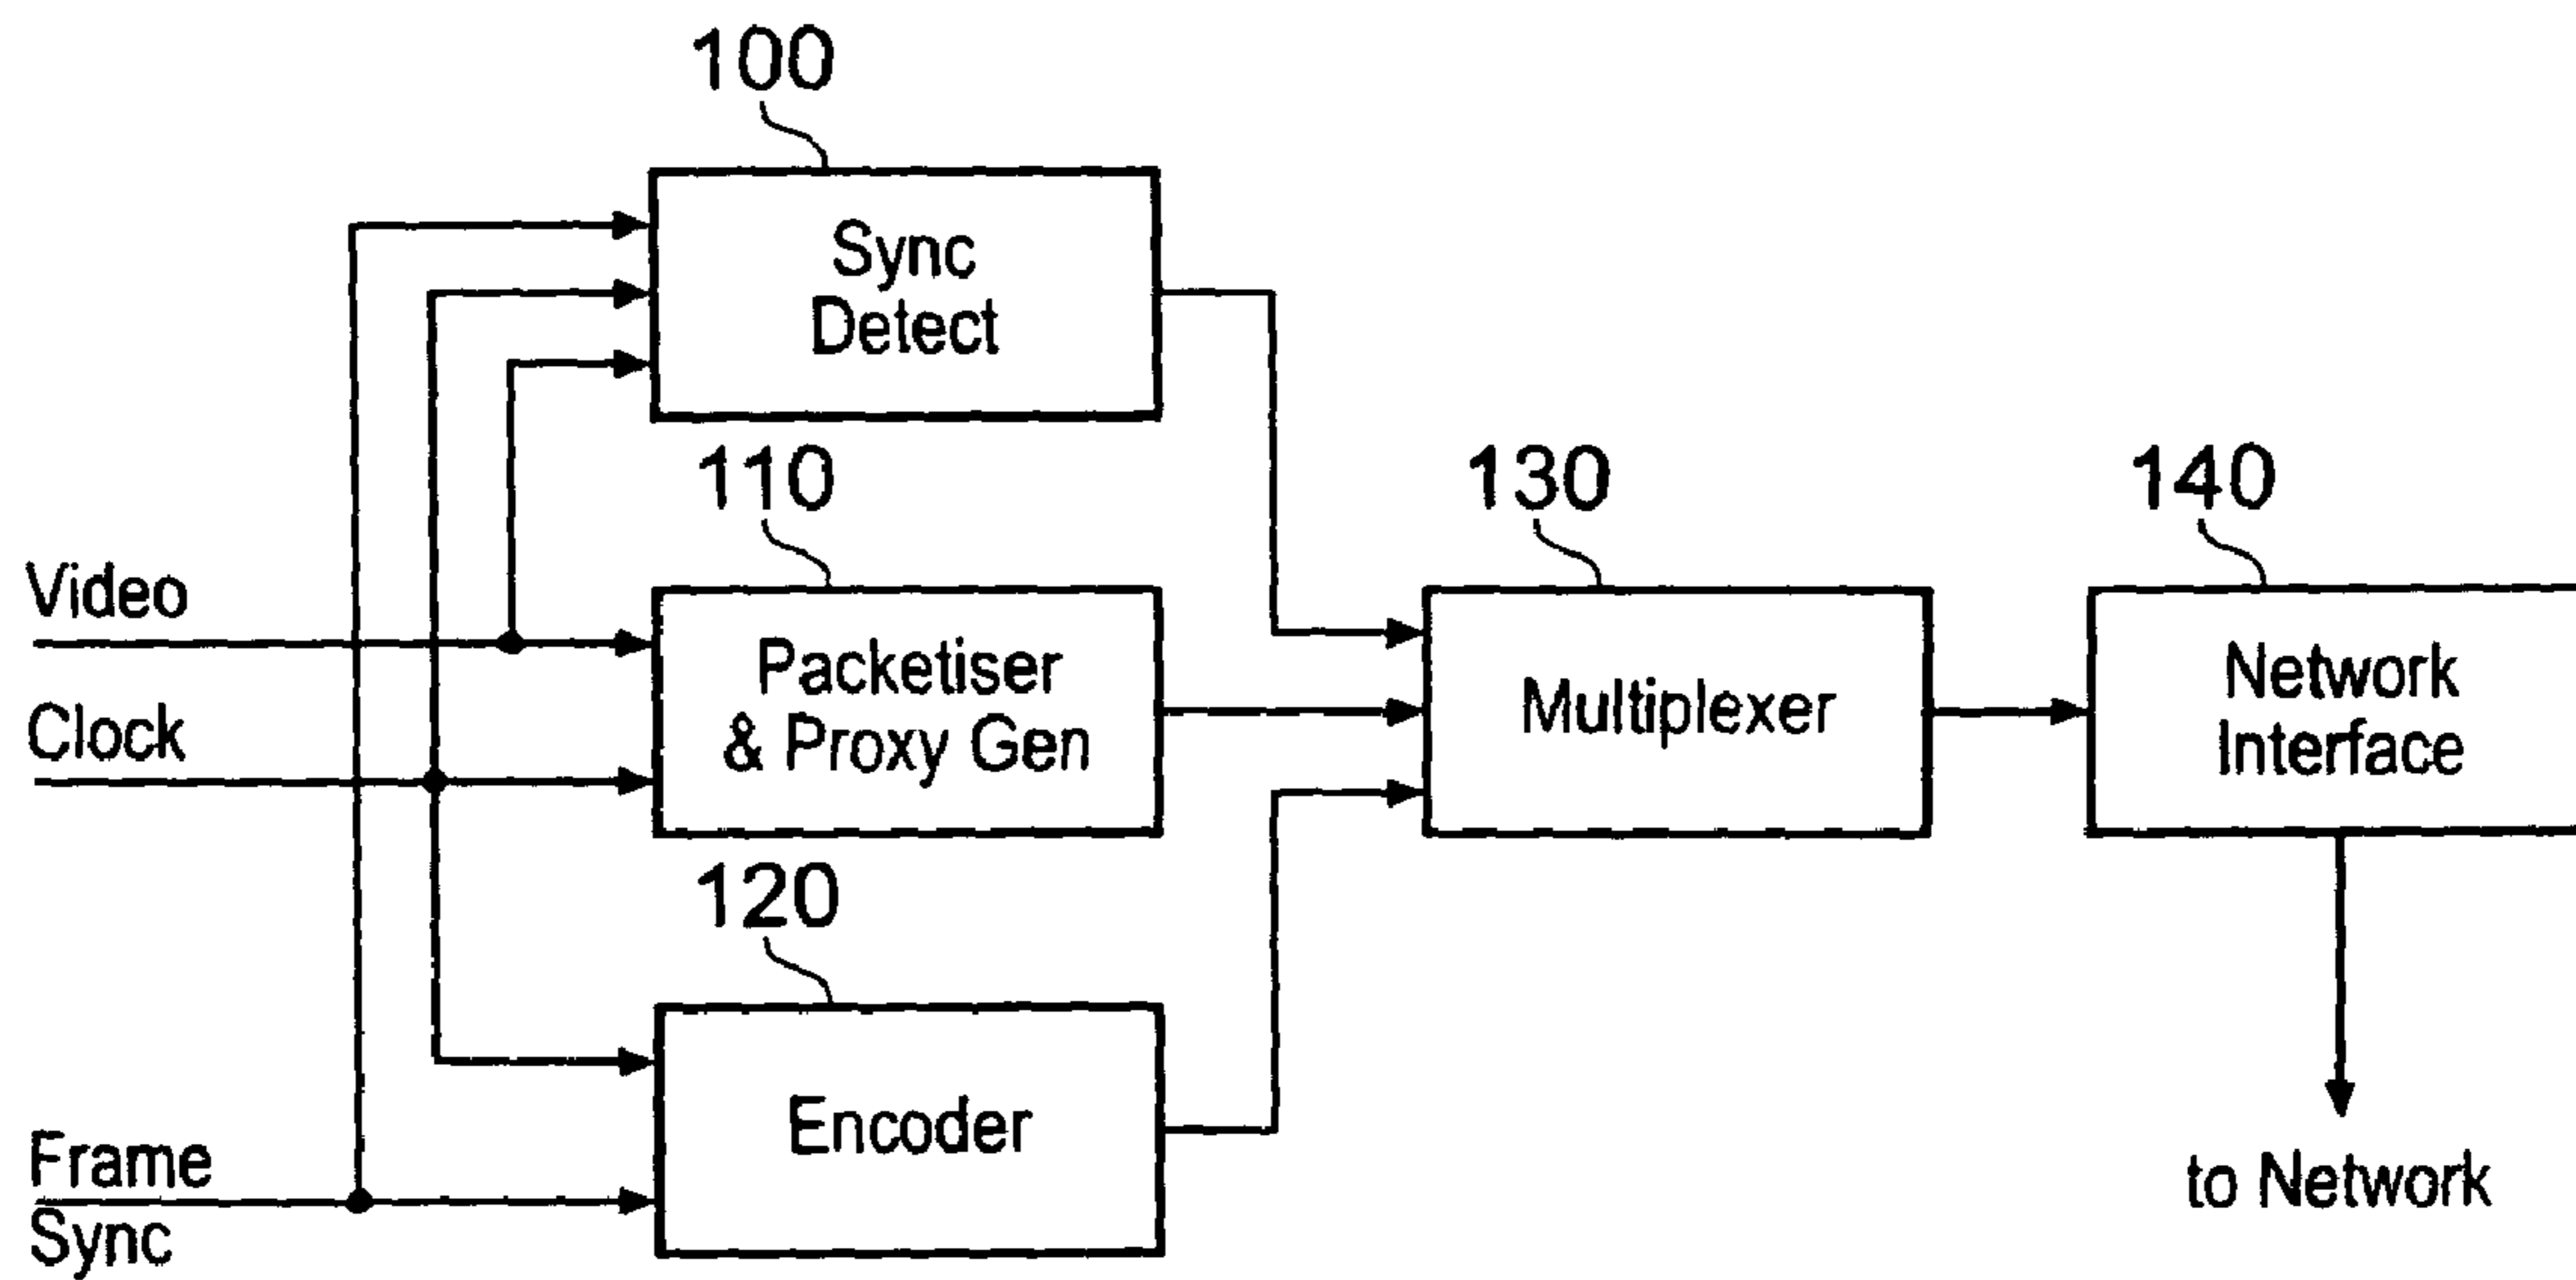 100
Sync
Detect
110
130
140
Video
Packetiser
& Proxy Gen
Multiplexer
Network
Interface
Clock
120
Encoder
Frame
Sync
to Network